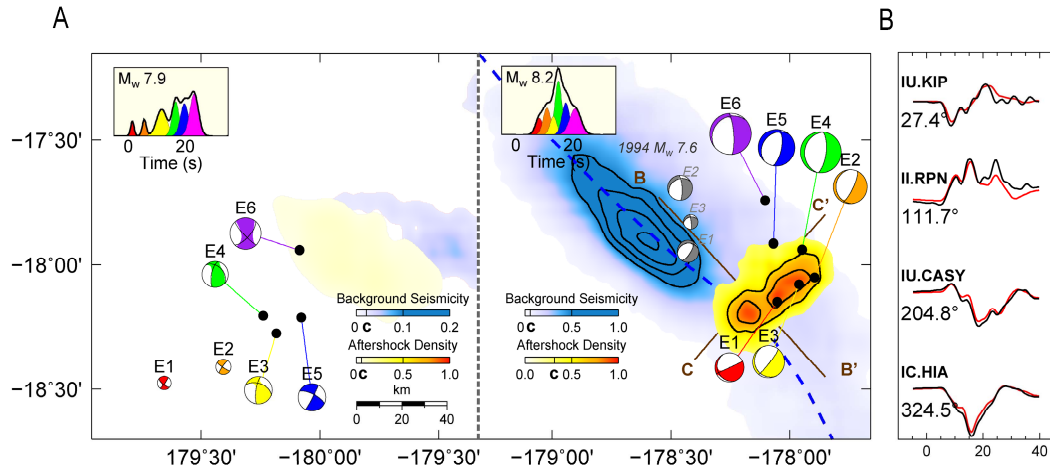 A
B
M_w 7.9
0 20
Time (s)
M_w 8.2
0 20
Time (s)
1994 M_w 7.6
E6
E5
E4
E2
B
E2
E3
E1
C'
E6
E4
E1
E2
E3
E5
E1
E3
C
B'
Background Seismicity
0 C 0.1 0.2
Aftershock Density
0 C 0.5 1.0
km
0 20 40
Background Seismicity
0 C 0.5 1.0
Aftershock Density
0.0 C 0.5 1.0
−17˚30'
−18˚00'
−18˚30'
179˚30' −180˚00' −179˚30' −179˚00' −178˚30' −178˚00'
IU.KIP
27.4°
II.RPN
111.7°
IU.CASY
204.8°
IC.HIA
324.5°
0 20 40